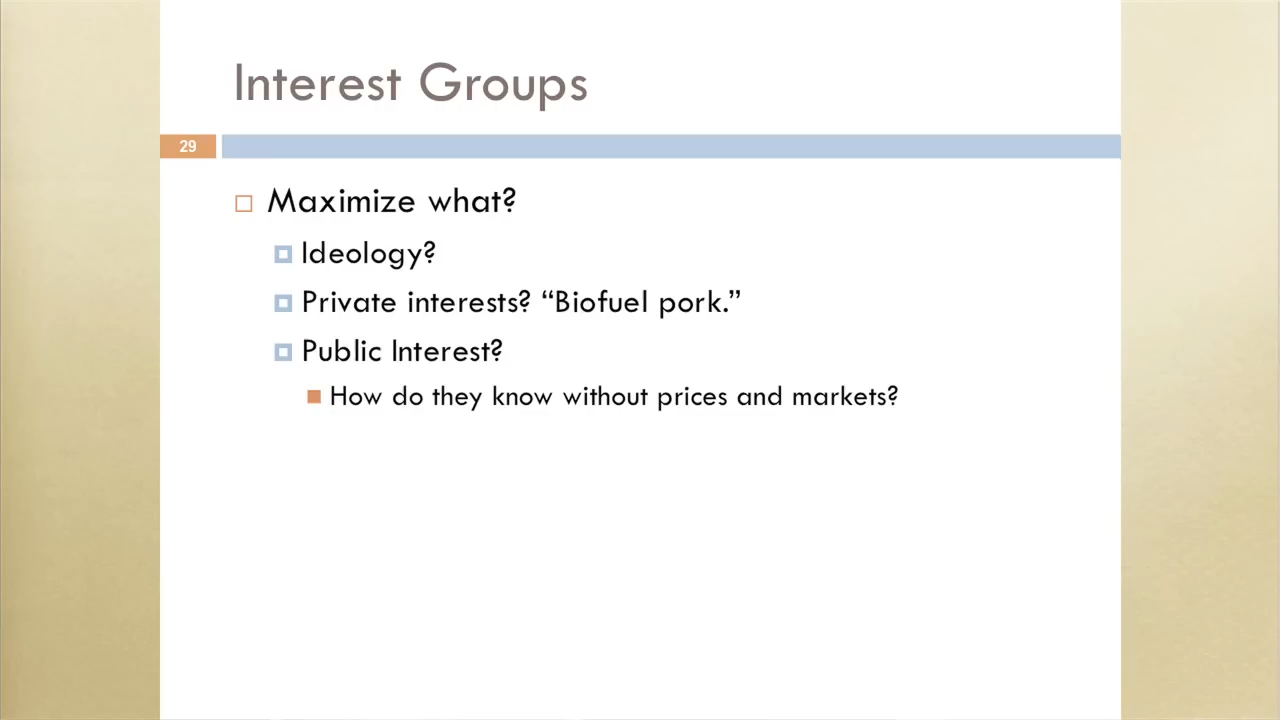 Interest Groups
29
Maximize what?
Ideology?
Private interests? “Biofuel pork.”
Public Interest?
How do they know without prices and markets?